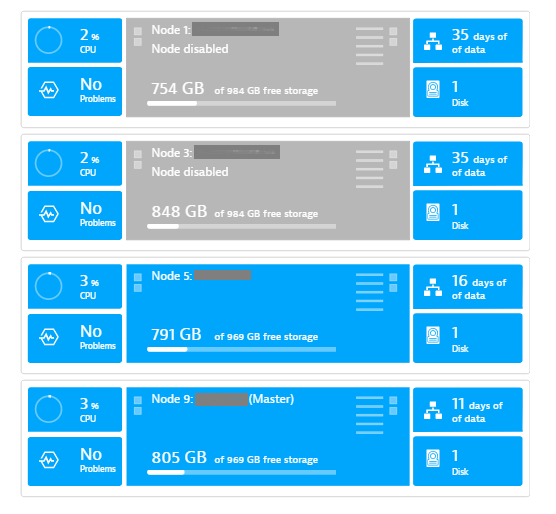 2 %
CPU
No
Problems
Node 1:
Node disabled
754 GB of 984 GB free storage
35 days of
of data
1
Disk
2 %
CPU
No
Problems
Node 3:
Node disabled
848 GB of 984 GB free storage
35 days of
of data
1
Disk
3 %
CPU
No
Problems
Node 5:
791 GB of 969 GB free storage
16 days of
of data
1
Disk
3 %
CPU
No
Problems
Node 9: (Master)
805 GB of 969 GB free storage
11 days of
of data
1
Disk